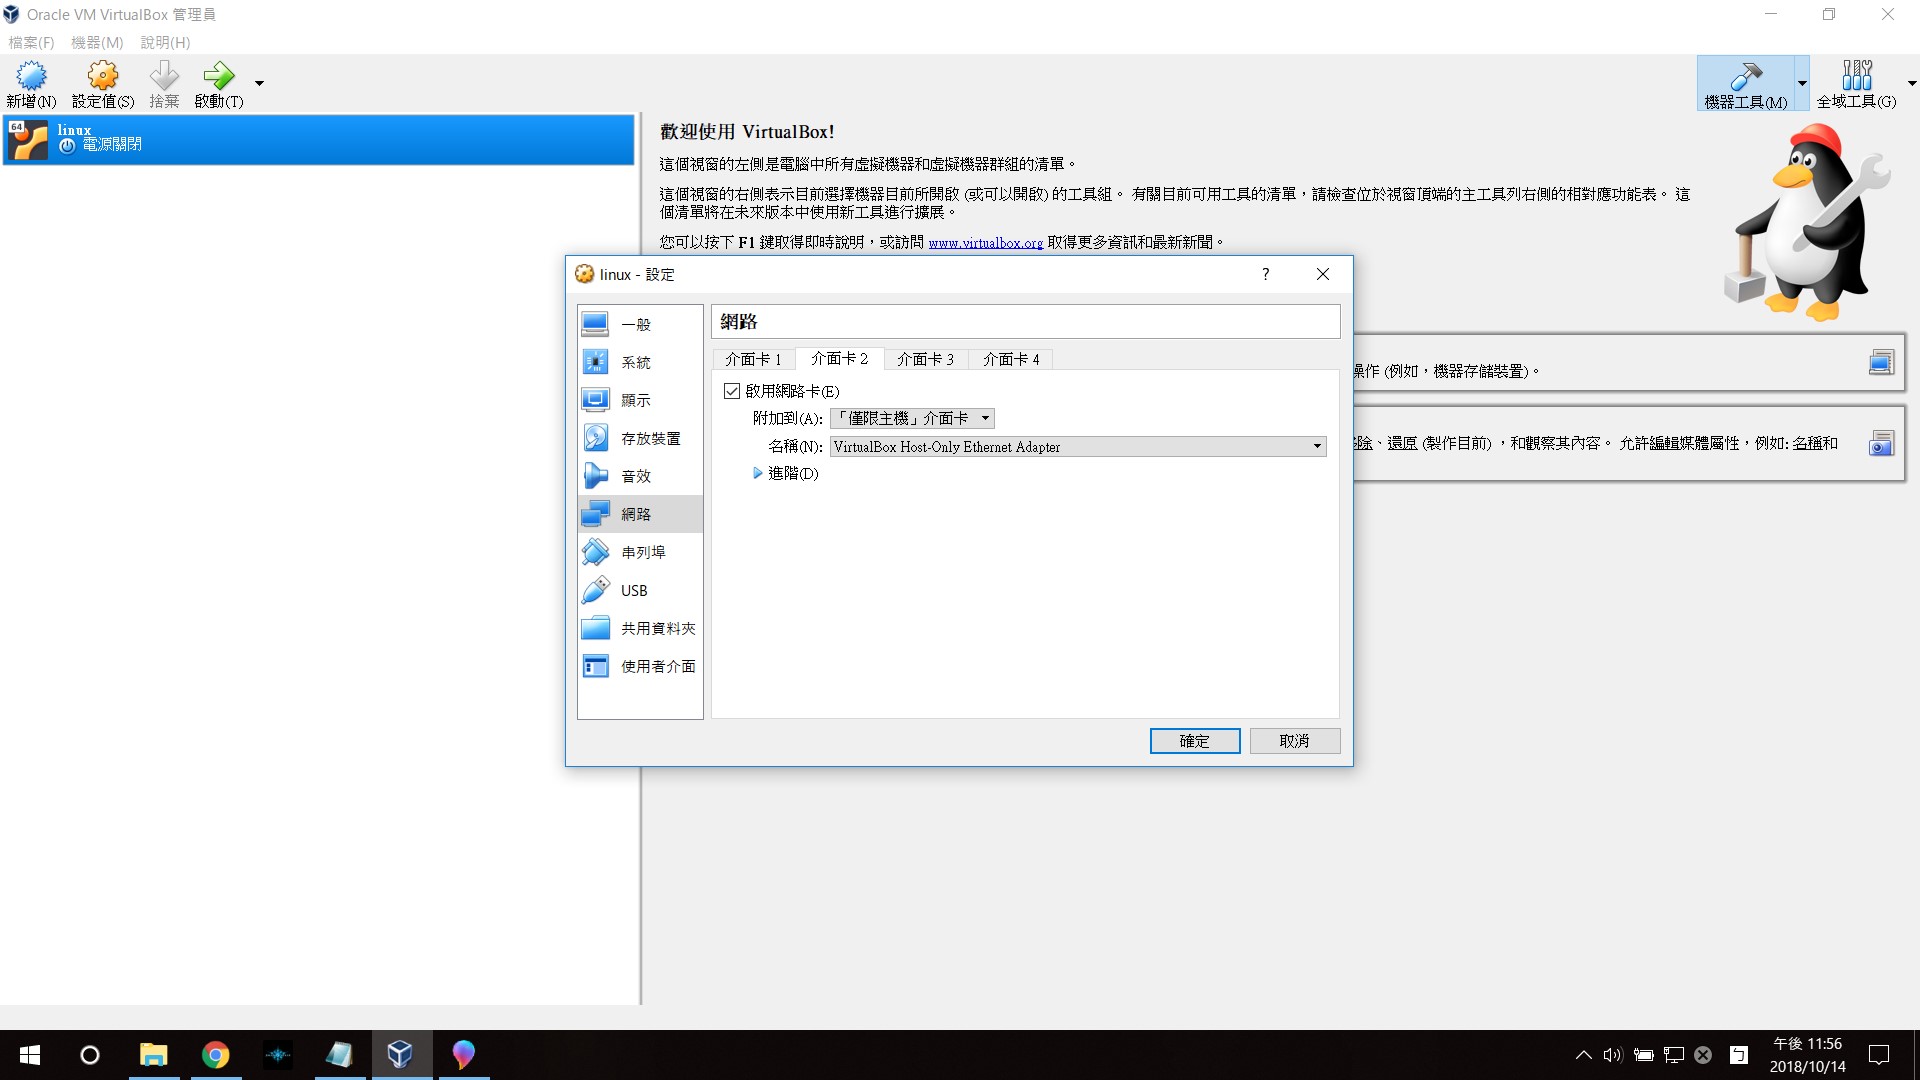 Oracle VM VirtualBox 管理員
檔案(F) 機器(M) 說明(H)
新增(N) 設定值(S) 捨棄 啟動(T) 機器工具(M) 全域工具(G)
64
linux
電源關閉
歡迎使用 VirtualBox!
這個視窗的左側是電腦中所有虛擬機器和虛擬機器群組的清單。
這個視窗的右側表示目前選擇機器目前所開啟 (或可以開啟) 的工具組。 有關目前可用工具的清單，請檢查位於視窗頂端的主工具列右側的相對應功能表。 這
個清單將在未來版本中使用新工具進行擴展。
您可以按下 F1 鍵取得即時說明，或訪問 www.virtualbox.org 取得更多資訊和最新新聞。
操作 (例如，機器存儲裝置)。
移除、還原 (製作目前) ，和觀察其內容。 允許編輯媒體屬性，例如: 名稱和
linux - 設定
一般
系統
顯示
存放裝置
音效
網路
串列埠
USB
共用資料夾
使用者介面
網路
介面卡 1 介面卡 2 介面卡 3 介面卡 4
啟用網路卡(E)
附加到(A): 「僅限主機」介面卡
名稱(N): VirtualBox Host-Only Ethernet Adapter
進階(D)
確定 取消
午後 11:56
2018/10/14